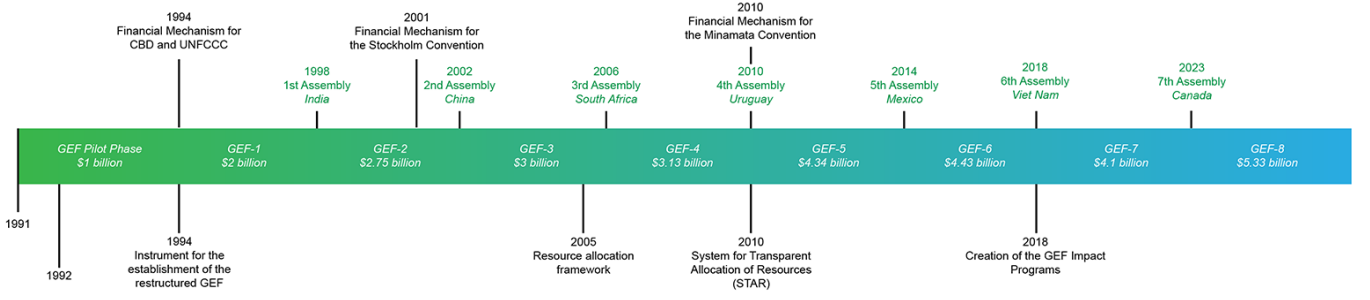 1994
Financial Mechanism for
CBD and UNFCCC
2001
Financial Mechanism for
the Stockholm Convention
2010
Financial Mechanism for
the Minamata Convention
1998
1st Assembly
India
2002
2nd Assembly
China
2006
3rd Assembly
South Africa
2010
4th Assembly
Uruguay
2014
5th Assembly
Mexico
2018
6th Assembly
Viet Nam
2023
7th Assembly
Canada
GEF Pilot Phase
$1 billion
GEF-1
$2 billion
GEF-2
$2.75 billion
GEF-3
$3 billion
GEF-4
$3.13 billion
GEF-5
$4.34 billion
GEF-6
$4.43 billion
GEF-7
$4.1 billion
GEF-8
$5.33 billion
1991
1992
1994
Instrument for the
establishment of the
restructured GEF
2005
Resource allocation
framework
2010
System for Transparent
Allocation of Resources
(STAR)
2018
Creation of the GEF Impact
Programs